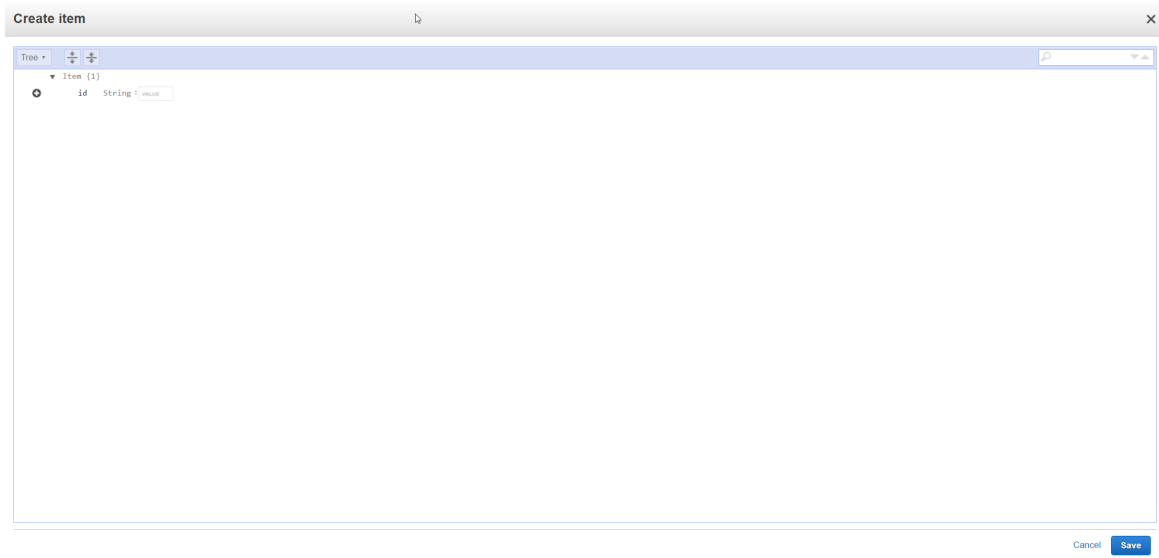 Create item
Tree
Item {1}
id String : VALUE
Cancel Save